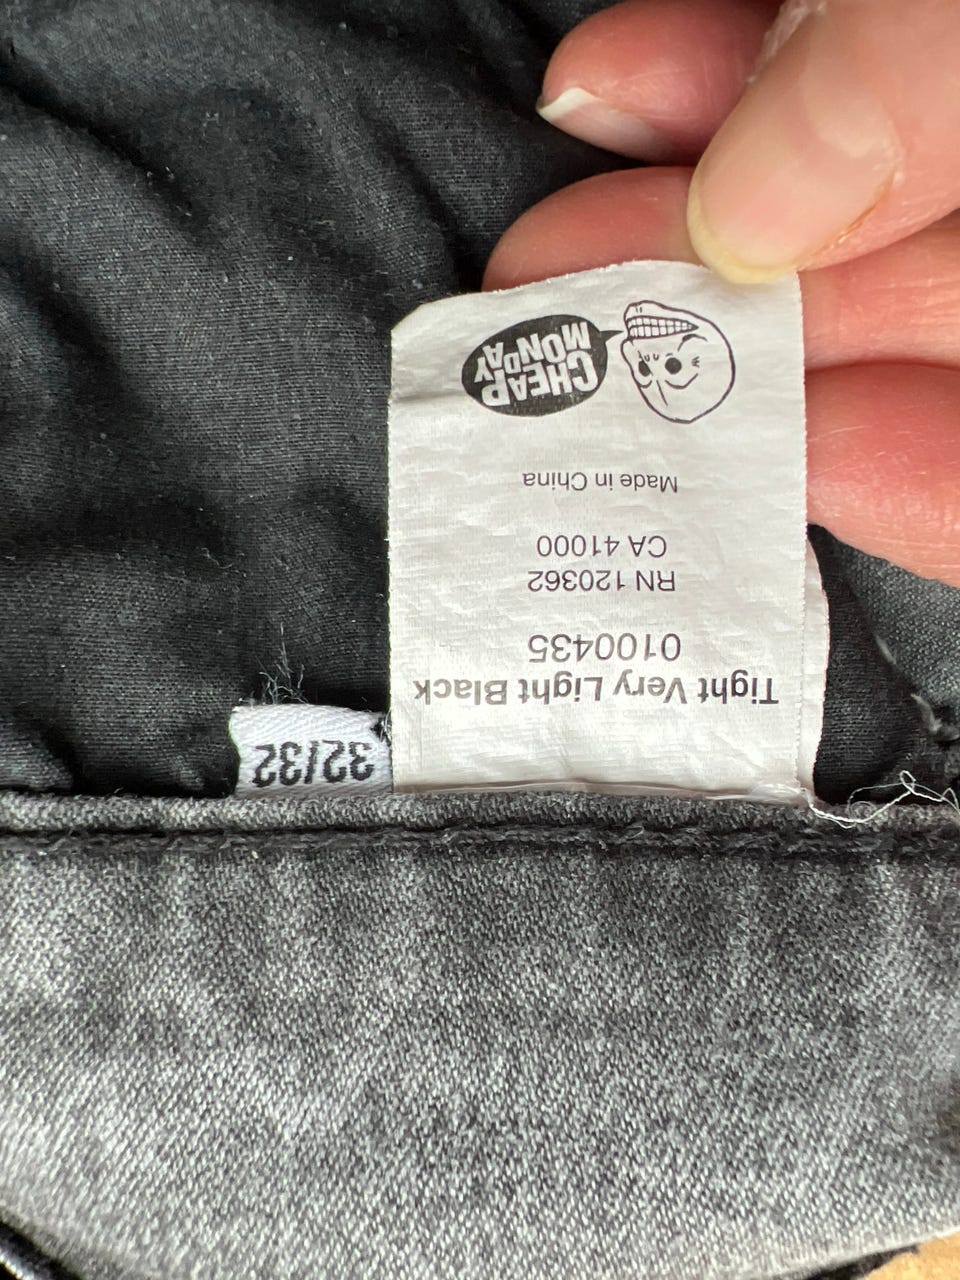 Tight Very Light Black
0100435
RN 120362
CA 41000
Made in China
CHEAP
MONDAY
32/32